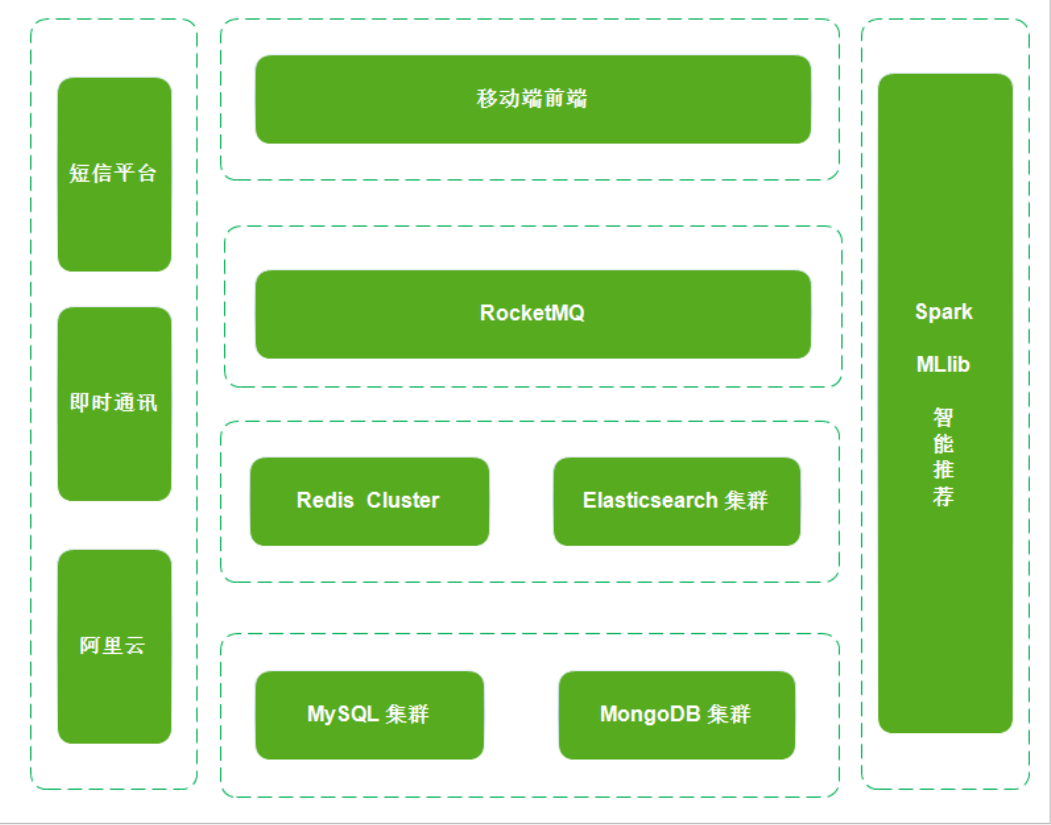 短信平台
即时通讯
阿里云
移动端前端
RocketMQ
Redis Cluster
Elasticsearch 集群
MySQL 集群
MongoDB 集群
Spark
MLlib
智
能
推
荐